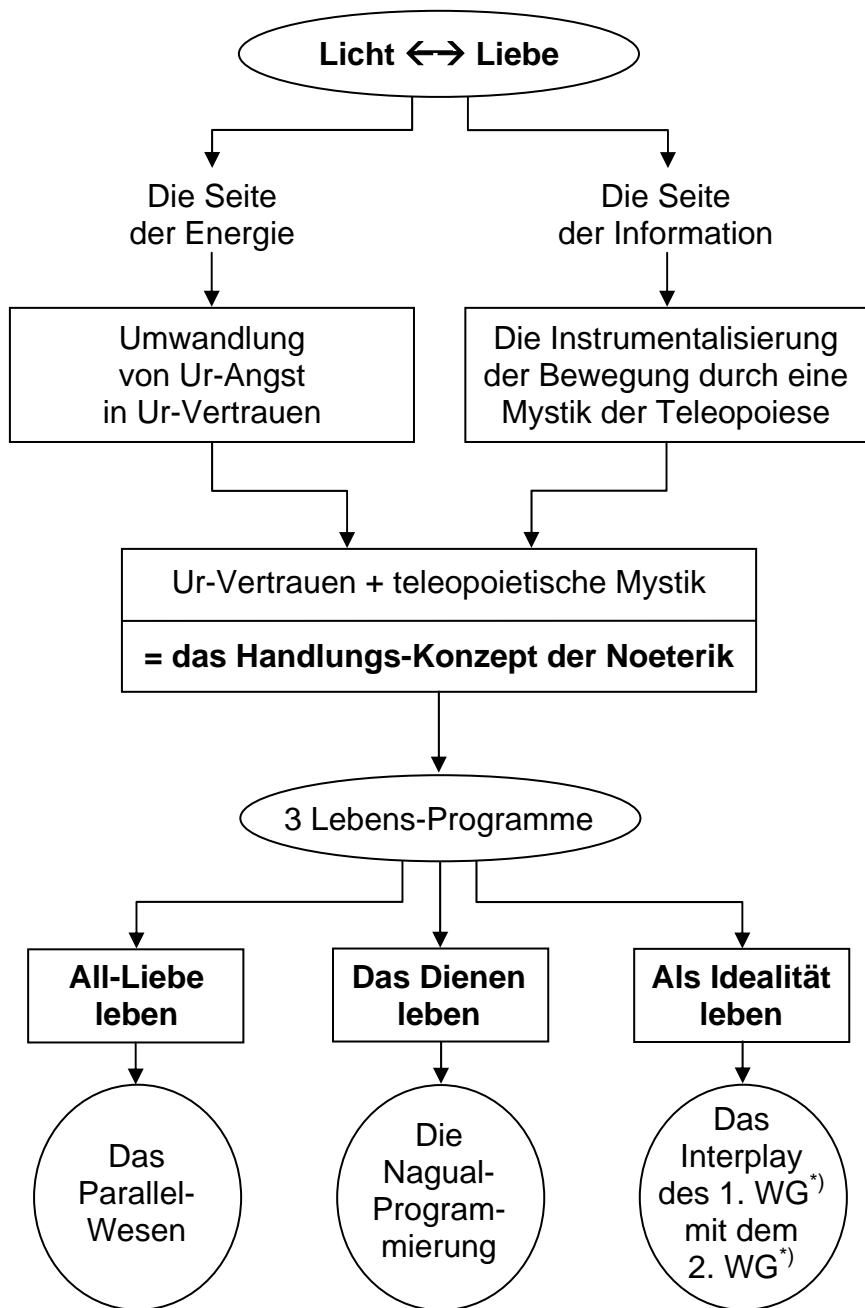 Licht ←→ Liebe
Die Seite
der Energie
Die Seite
der Information
Umwandlung
von Ur-Angst
in Ur-Vertrauen
Die Instrumentalisierung
der Bewegung durch eine
Mystik der Teleopoiese
Ur-Vertrauen + teleopoietische Mystik
= das Handlungs-Konzept der Noeterik
3 Lebens-Programme
All-Liebe
leben
Das Dienen
leben
Als Idealität
leben
Das
Parallel-
Wesen
Die
Nagual-
Program-
mierung
Das
Interplay
des 1. WG*)
mit dem
2. WG*)